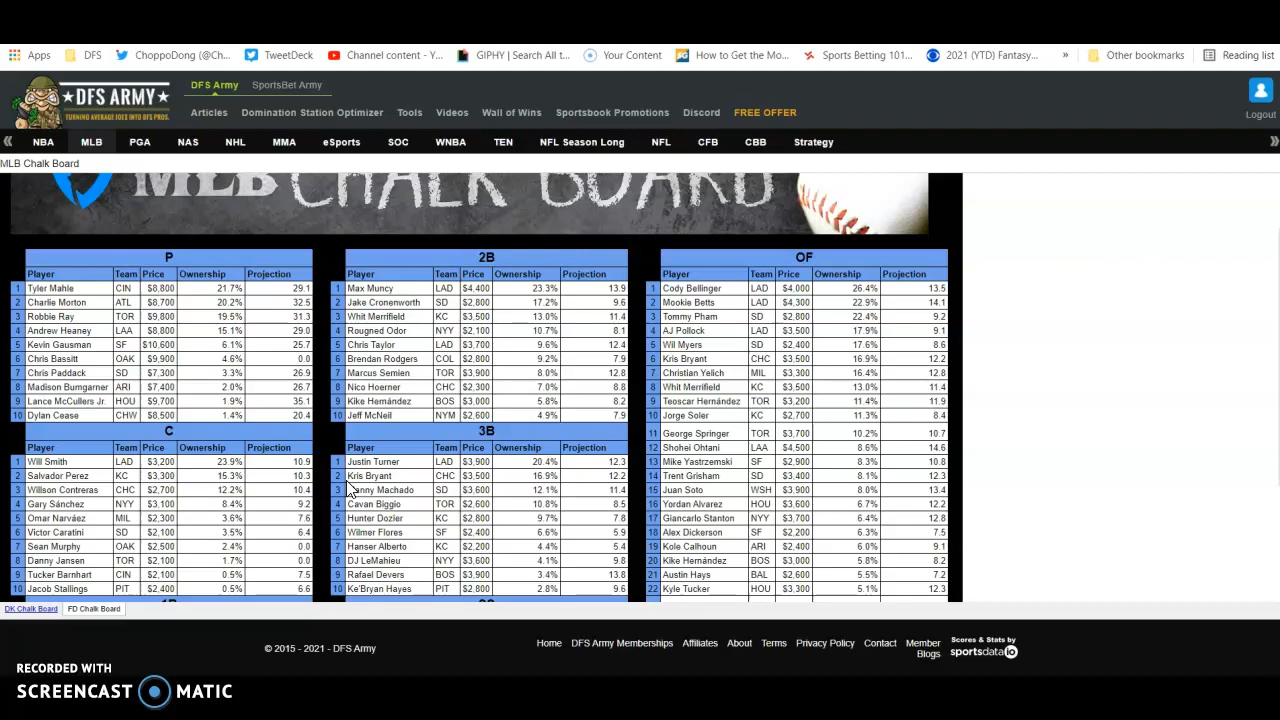 Apps DFS ChoppoDong (@Ch... TweetDeck Channel content - Y... GIPHY | Search All t... Your Content How to Get the Mo... Sports Betting 101... 2021 (YTD) Fantasy... » Other bookmarks Reading list
DFS Army SportsBet Army
★DFS ARMY★
TURNING AVERAGE JOES INTO DFS PROS.
Articles Domination Station Optimizer Tools Videos Wall of Wins Sportsbook Promotions Discord FREE OFFER
Logout
NBA MLB PGA NAS NHL MMA eSports SOC WNBA TEN NFL Season Long NFL CFB CBB Strategy
MLB Chalk Board
MLB CHALK BOARD
P
Player Team Price Ownership Projection
1 Tyler Mahle CIN $8,800 21.7% 29.1
2 Charlie Morton ATL $8,700 20.2% 32.5
3 Robbie Ray TOR $9,800 19.5% 31.3
4 Andrew Heaney LAA $8,800 15.1% 29.0
5 Kevin Gausman SF $10,600 6.1% 25.7
6 Chris Bassitt OAK $9,900 4.6% 0.0
7 Chris Paddack SD $7,300 3.3% 26.9
8 Madison Bumgarner ARI $7,400 2.0% 26.7
9 Lance McCullers Jr. HOU $9,700 1.9% 35.1
10 Dylan Cease CHW $8,500 1.4% 20.4
C
Player Team Price Ownership Projection
1 Will Smith LAD $3,200 23.9% 10.9
2 Salvador Perez KC $3,300 15.3% 10.3
3 Willson Contreras CHC $2,700 12.2% 10.4
4 Gary Sánchez NYY $3,100 8.4% 9.2
5 Omar Narváez MIL $2,300 3.6% 7.6
6 Victor Caratini SD $2,100 3.5% 6.4
7 Sean Murphy OAK $2,500 2.4% 0.0
8 Danny Jansen TOR $2,100 1.7% 0.0
9 Tucker Barnhart CIN $2,100 0.5% 7.5
10 Jacob Stallings PIT $2,400 0.5% 6.6
2B
Player Team Price Ownership Projection
1 Max Muncy LAD $4,400 23.3% 13.9
2 Jake Cronenworth SD $2,800 17.2% 9.6
3 Whit Merrifield KC $3,500 13.0% 11.4
4 Rougned Odor NYY $2,100 10.7% 8.1
5 Chris Taylor LAD $3,700 9.6% 12.4
6 Brendan Rodgers COL $2,800 9.2% 7.9
7 Marcus Semien TOR $3,900 8.0% 12.8
8 Nico Hoerner CHC $2,300 7.0% 8.8
9 Kike Hernández BOS $3,000 5.8% 8.2
10 Jeff McNeil NYM $2,600 4.9% 7.9
3B
Player Team Price Ownership Projection
1 Justin Turner LAD $3,900 20.4% 12.3
2 Kris Bryant CHC $3,500 16.9% 12.2
3 Machado SD $3,600 12.1% 11.4
4 Cavan Biggio TOR $2,600 10.8% 8.5
5 Hunter Dozier KC $2,800 9.7% 7.8
6 Wilmer Flores SF $2,400 6.6% 5.9
7 Hanser Alberto KC $2,200 4.4% 5.4
8 DJ LeMahieu NYY $3,000 4.1% 9.8
9 Rafael Devers BOS $3,900 3.4% 13.8
10 Ke'Bryan Hayes PIT $2,800 2.8% 9.6
OF
Player Team Price Ownership Projection
1 Cody Bellinger LAD $4,000 26.4% 13.5
2 Mookie Betts LAD $4,300 22.9% 14.1
3 Tommy Pham SD $2,800 22.4% 9.2
4 AJ Pollock LAD $3,500 17.9% 9.1
5 Wil Myers SD $2,400 17.6% 8.6
6 Kris Bryant CHC $3,500 16.9% 12.2
7 Christian Yelich MIL $3,300 16.4% 12.8
8 Whit Merrifield KC $3,500 13.0% 11.4
9 Teoscar Hernández TOR $3,200 11.4% 11.9
10 Jorge Soler KC $2,700 11.3% 8.4
11 George Springer TOR $3,700 10.2% 10.7
12 Shohei Ohtani LAA $4,500 8.6% 14.6
13 Mike Yastrzemski SF $2,900 8.3% 10.8
14 Trent Grisham SD $3,400 8.1% 12.3
15 Juan Soto WSH $3,900 8.0% 13.4
16 Yordan Alvarez HOU $3,600 6.7% 12.2
17 Giancarlo Stanton NYY $3,700 6.4% 12.8
18 Alex Dickerson SF $2,300 6.3% 7.5
19 Kole Calhoun ARI $2,400 6.0% 9.1
20 Kike Hernández BOS $3,000 5.8% 8.2
21 Austin Hays BAL $2,600 5.5% 7.2
22 Kyle Tucker HOU $3,300 5.1% 12.3
DK Chalk Board FD Chalk Board
© 2015 - 2021 - DFS Army
Home DFS Army Memberships Affiliates About Terms Privacy Policy Contact Member Blogs
Scores & Stats by
sportsdataio
RECORDED WITH
SCREENCAST MATIC